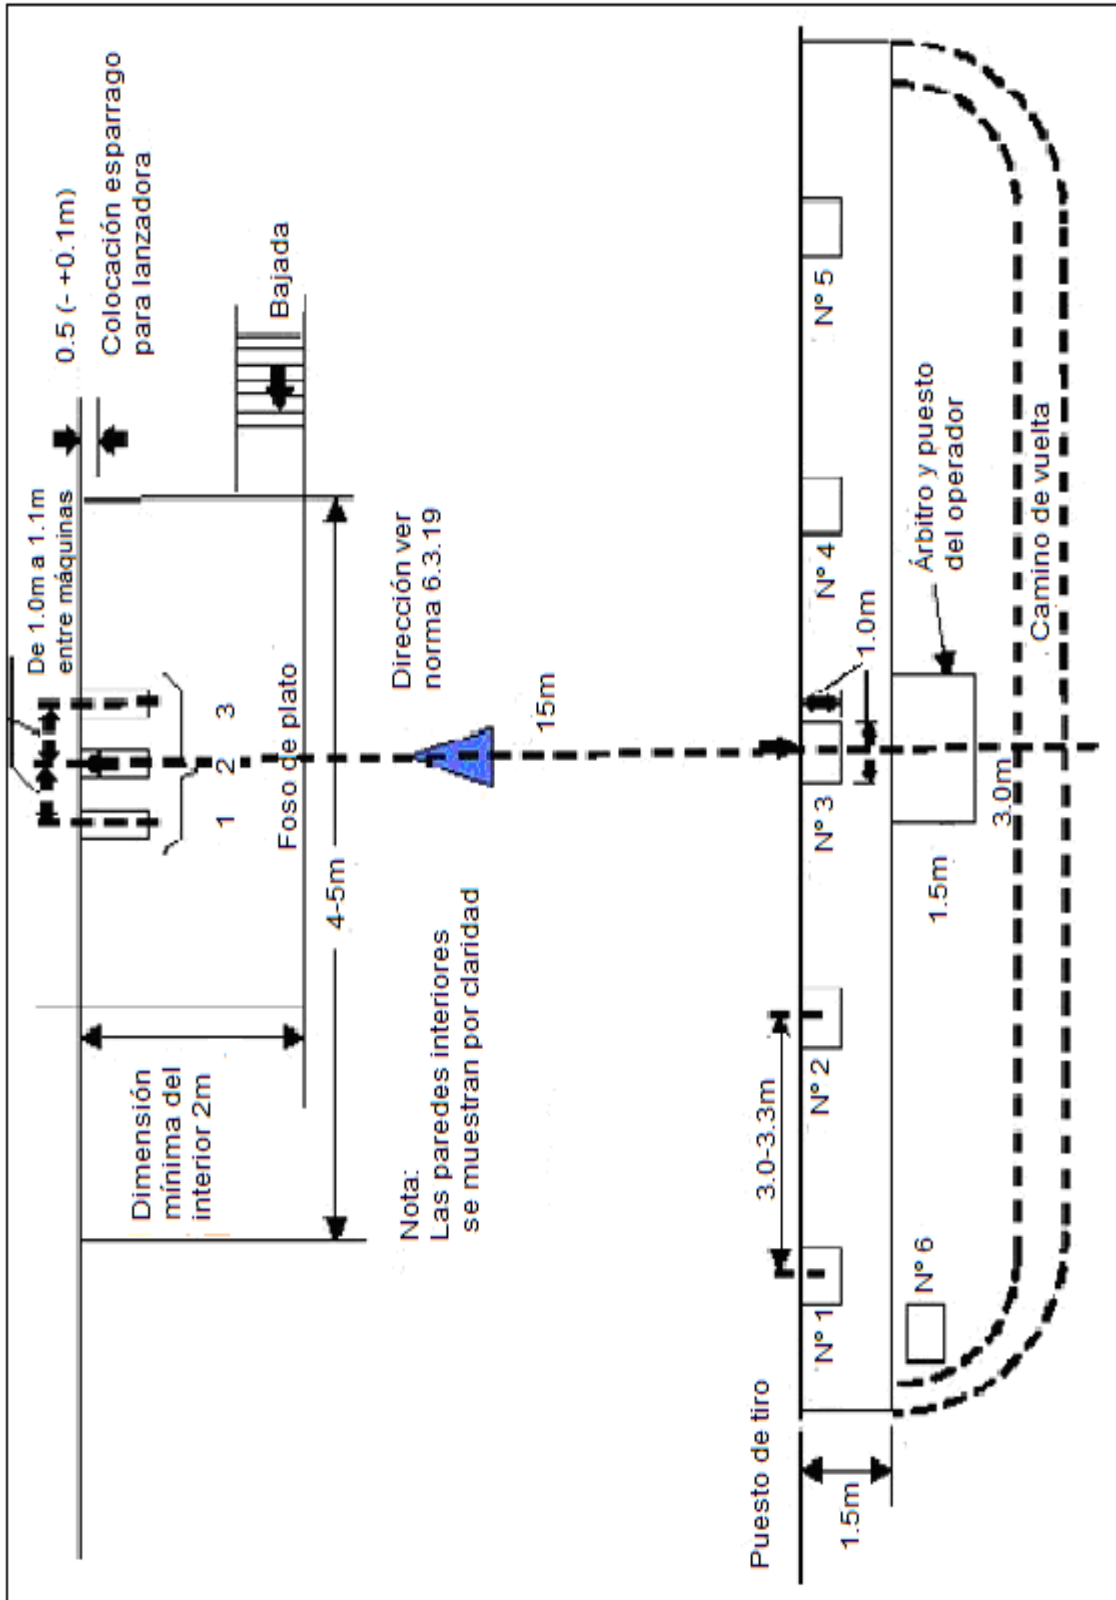 De 1.0m a 1.1m
entre máquinas
0.5 (- +0.1m)
Colocación esparrago
para lanzadora
Bajada
Dimensión
mínima del
interior 2m
1
2
3
Foso de plato
4-5m
Nota:
Las paredes interiores
se muestran por claridad
Dirección ver
norma 6.3.19
15m
Puesto de tiro
3.0-3.3m
1.0m
Nº 1
Nº 2
Nº 3
Nº 4
Nº 5
Nº 6
1.5m
1.5m
3.0m
Árbitro y puesto
del operador
Camino de vuelta